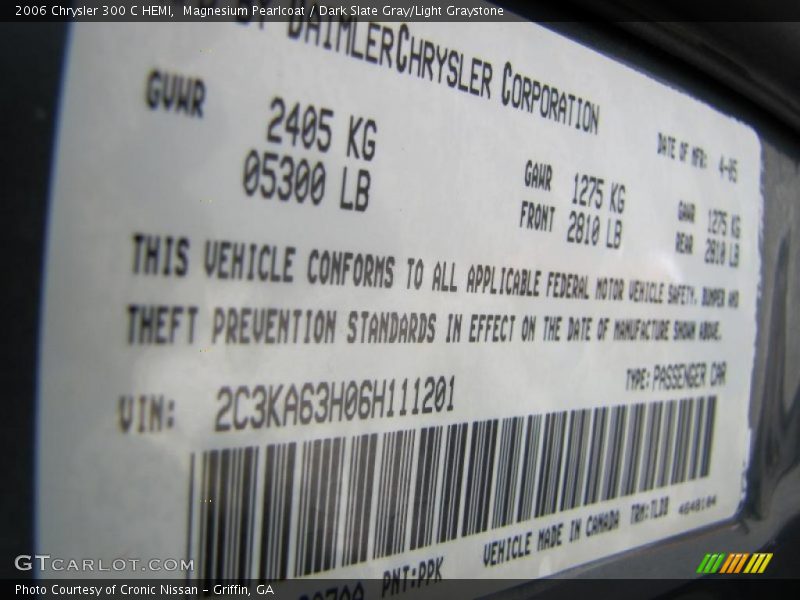 2006 Chrysler 300 C HEMI, Magnesium Pearlcoat / Dark Slate Gray/Light Graystone
BY DAIMLERCHRYSLER CORPORATION
DATE OF MFR: 4-05
GVWR 2405 KG
05300 LB
GAWR 1275 KG
FRONT 2810 LB
GAWR 1275 KG
REAR 2810 LB
THIS VEHICLE CONFORMS TO ALL APPLICABLE FEDERAL MOTOR VEHICLE SAFETY, BUMPER AND
THEFT PREVENTION STANDARDS IN EFFECT ON THE DATE OF MANUFACTURE SHOWN ABOVE.
VIN: 2C3KA63H06H111201
TYPE: PASSENGER CAR
PNT:PPK
VEHICLE MADE IN CANADA
TRM:TLD8
GTCARLOT.COM
Photo Courtesy of Cronic Nissan - Griffin, GA